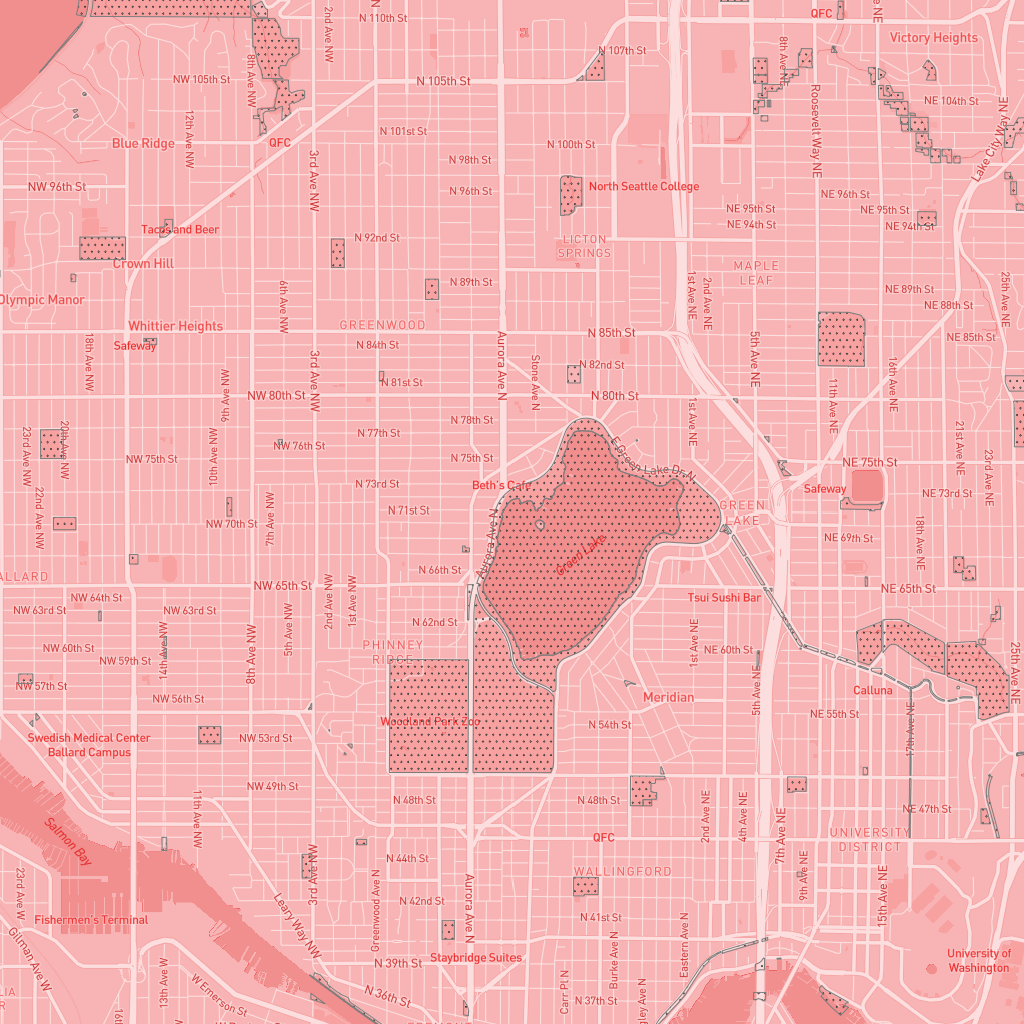 N 110th St
2nd Ave NW
QFC
8th Ave NE
NE
Victory Heights
N 107th St
NW 105th St
8th Ave NW
N 105th St
Roosevelt Way NE
NE 104th St
12th Ave NW
N 101st St
Blue Ridge
QFC
N 100th St
Lake City Way NE
3rd Ave NW
N 98th St
NW 96th St
N 96th St
North Seattle College
NE 96th St
NE 95th St
NE 95th St
NE 94th St
NE 94th St
Tacos and Beer
N 92nd St
LICTON
SPRINGS
Crown Hill
MAPLE
LEAF
N 89th St
1st Ave NE
2nd Ave NE
25th Ave NE
NE 89th St
Olympic Manor
6th Ave NW
NE 88th St
Whittier Heights
GREENWOOD
N 85th St
NE 85th St
Safeway
N 84th St
Aurora Ave N
5th Ave NE
18th Ave NW
3rd Ave NW
Stone Ave N
N 82nd St
16th Ave NE
9th Ave NW
N 81st St
11th Ave NE
NW 80th St
N 80th St
N 78th St
1st Ave NE
23rd Ave NW
20th Ave NW
10th Ave NW
NW 76th St
N 77th St
21st Ave NE
E Green Lake Dr N
NW 75th St
N 75th St
NE 75th St
23rd Ave NE
N 73rd St
Beth's Cafe
Safeway
NE 73rd St
22nd Ave NW
7th Ave NW
NW 70th St
N 71st St
Aurora Ave N
GREEN
LAKE
18th Ave NE
NE 69th St
Green Lake
BALLARD
N 66th St
NW 65th St
NE 65th St
NW 64th St
2nd Ave NW
1st Ave NW
Tsui Sushi Bar
NW 63rd St
NW 63rd St
5th Ave NW
N 62nd St
14th Ave NW
8th Ave NW
1st Ave NE
NW 60th St
PHINNEY
RIDGE
NE 60th St
25th Ave NE
NW 59th St
NW 57th St
5th Ave NE
Calluna
NW 56th St
Meridian
Woodland Park Zoo
NE 55th St
17th Ave NE
N 54th St
Swedish Medical Center
Ballard Campus
NW 53rd St
NW 49th St
11th Ave NW
N 48th St
N 48th St
2nd Ave NE
4th Ave NE
7th Ave NE
NE 47th St
Salmon Bay
QFC
UNIVERSITY
DISTRICT
N 44th St
3rd Ave NW
Greenwood Ave N
WALLINGFORD
9th Ave NE
15th Ave NE
23rd Ave W
Aurora Ave N
N 42nd St
Fishermen's Terminal
Leary Way NW
N 41st St
Gilman Ave W
Burke Ave N
Eastern Ave N
Staybridge Suites
N 39th St
University of
Washington
13th Ave W
W Emerson St
N 36th St
Carr Pl N
N 37th St